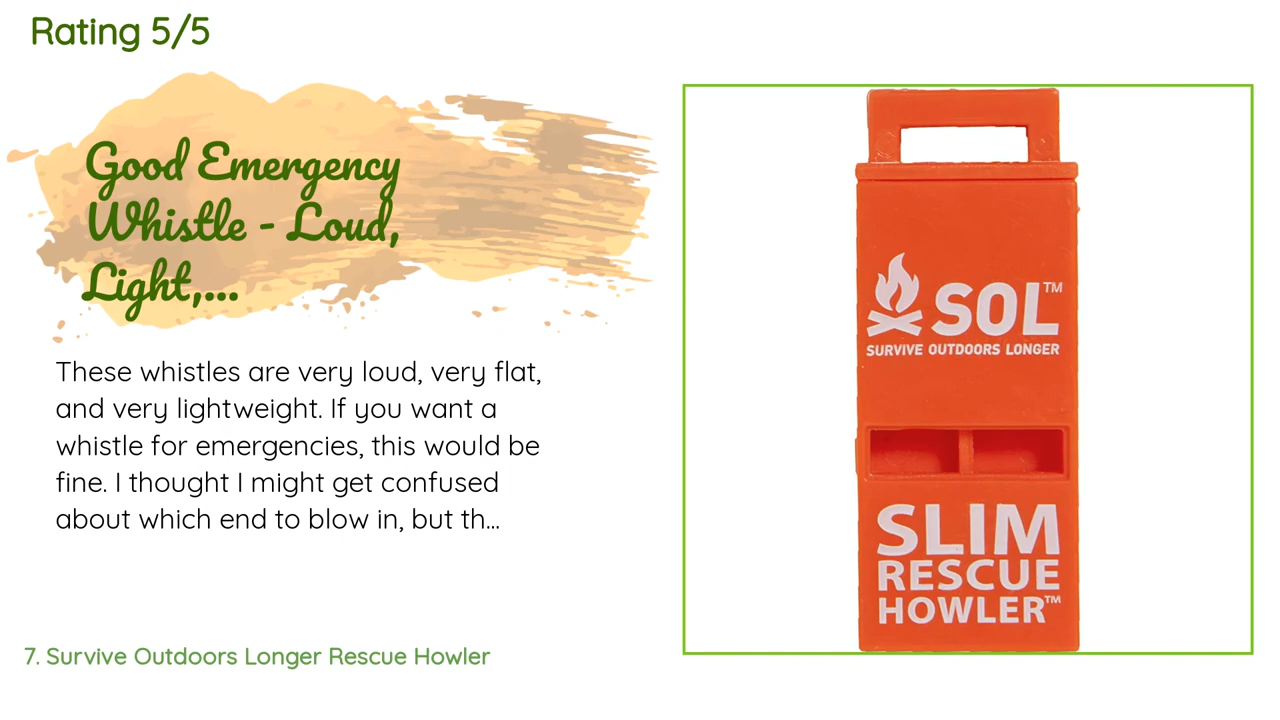 Rating 5/5
Good Emergency
Whistle - Loud,
Light,...
These whistles are very loud, very flat,
and very lightweight. If you want a
whistle for emergencies, this would be
fine. I thought I might get confused
about which end to blow in, but th...
7. Survive Outdoors Longer Rescue Howler
SOL™
SURVIVE OUTDOORS LONGER
SLIM
RESCUE
HOWLER™